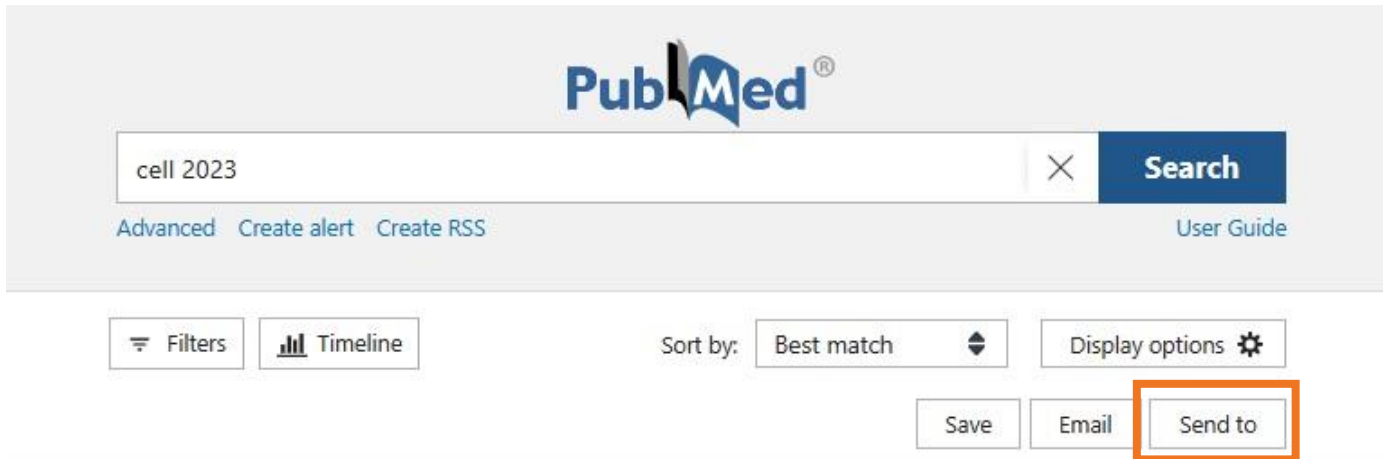 PubMed®
cell 2023 Search
Advanced Create alert Create RSS User Guide
Filters Timeline Sort by: Best match Display options
Save Email Send to